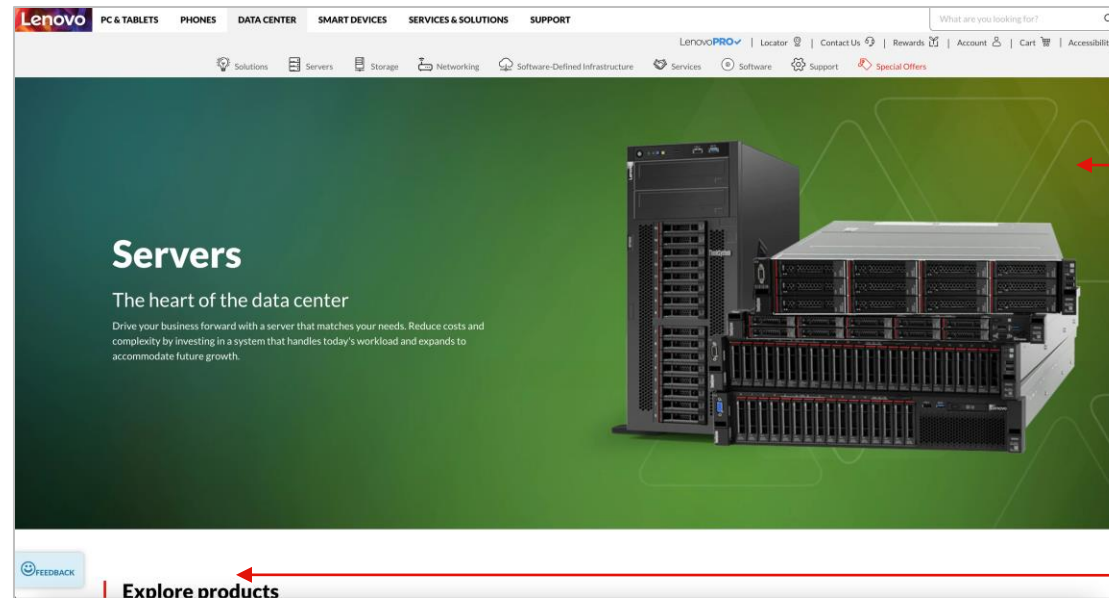 Lenovo PC & TABLETS PHONES DATA CENTER SMART DEVICES SERVICES & SOLUTIONS SUPPORT What are you looking for?
LenovoPRO | Locator | Contact Us | Rewards | Account | Cart | Accessibilit
Solutions Servers Storage Networking Software-Defined Infrastructure Services Software Support Special Offers
Servers
The heart of the data center
Drive your business forward with a server that matches your needs. Reduce costs and
complexity by investing in a system that handles today's workload and expands to
accommodate future growth.
FEEDBACK
Explore products